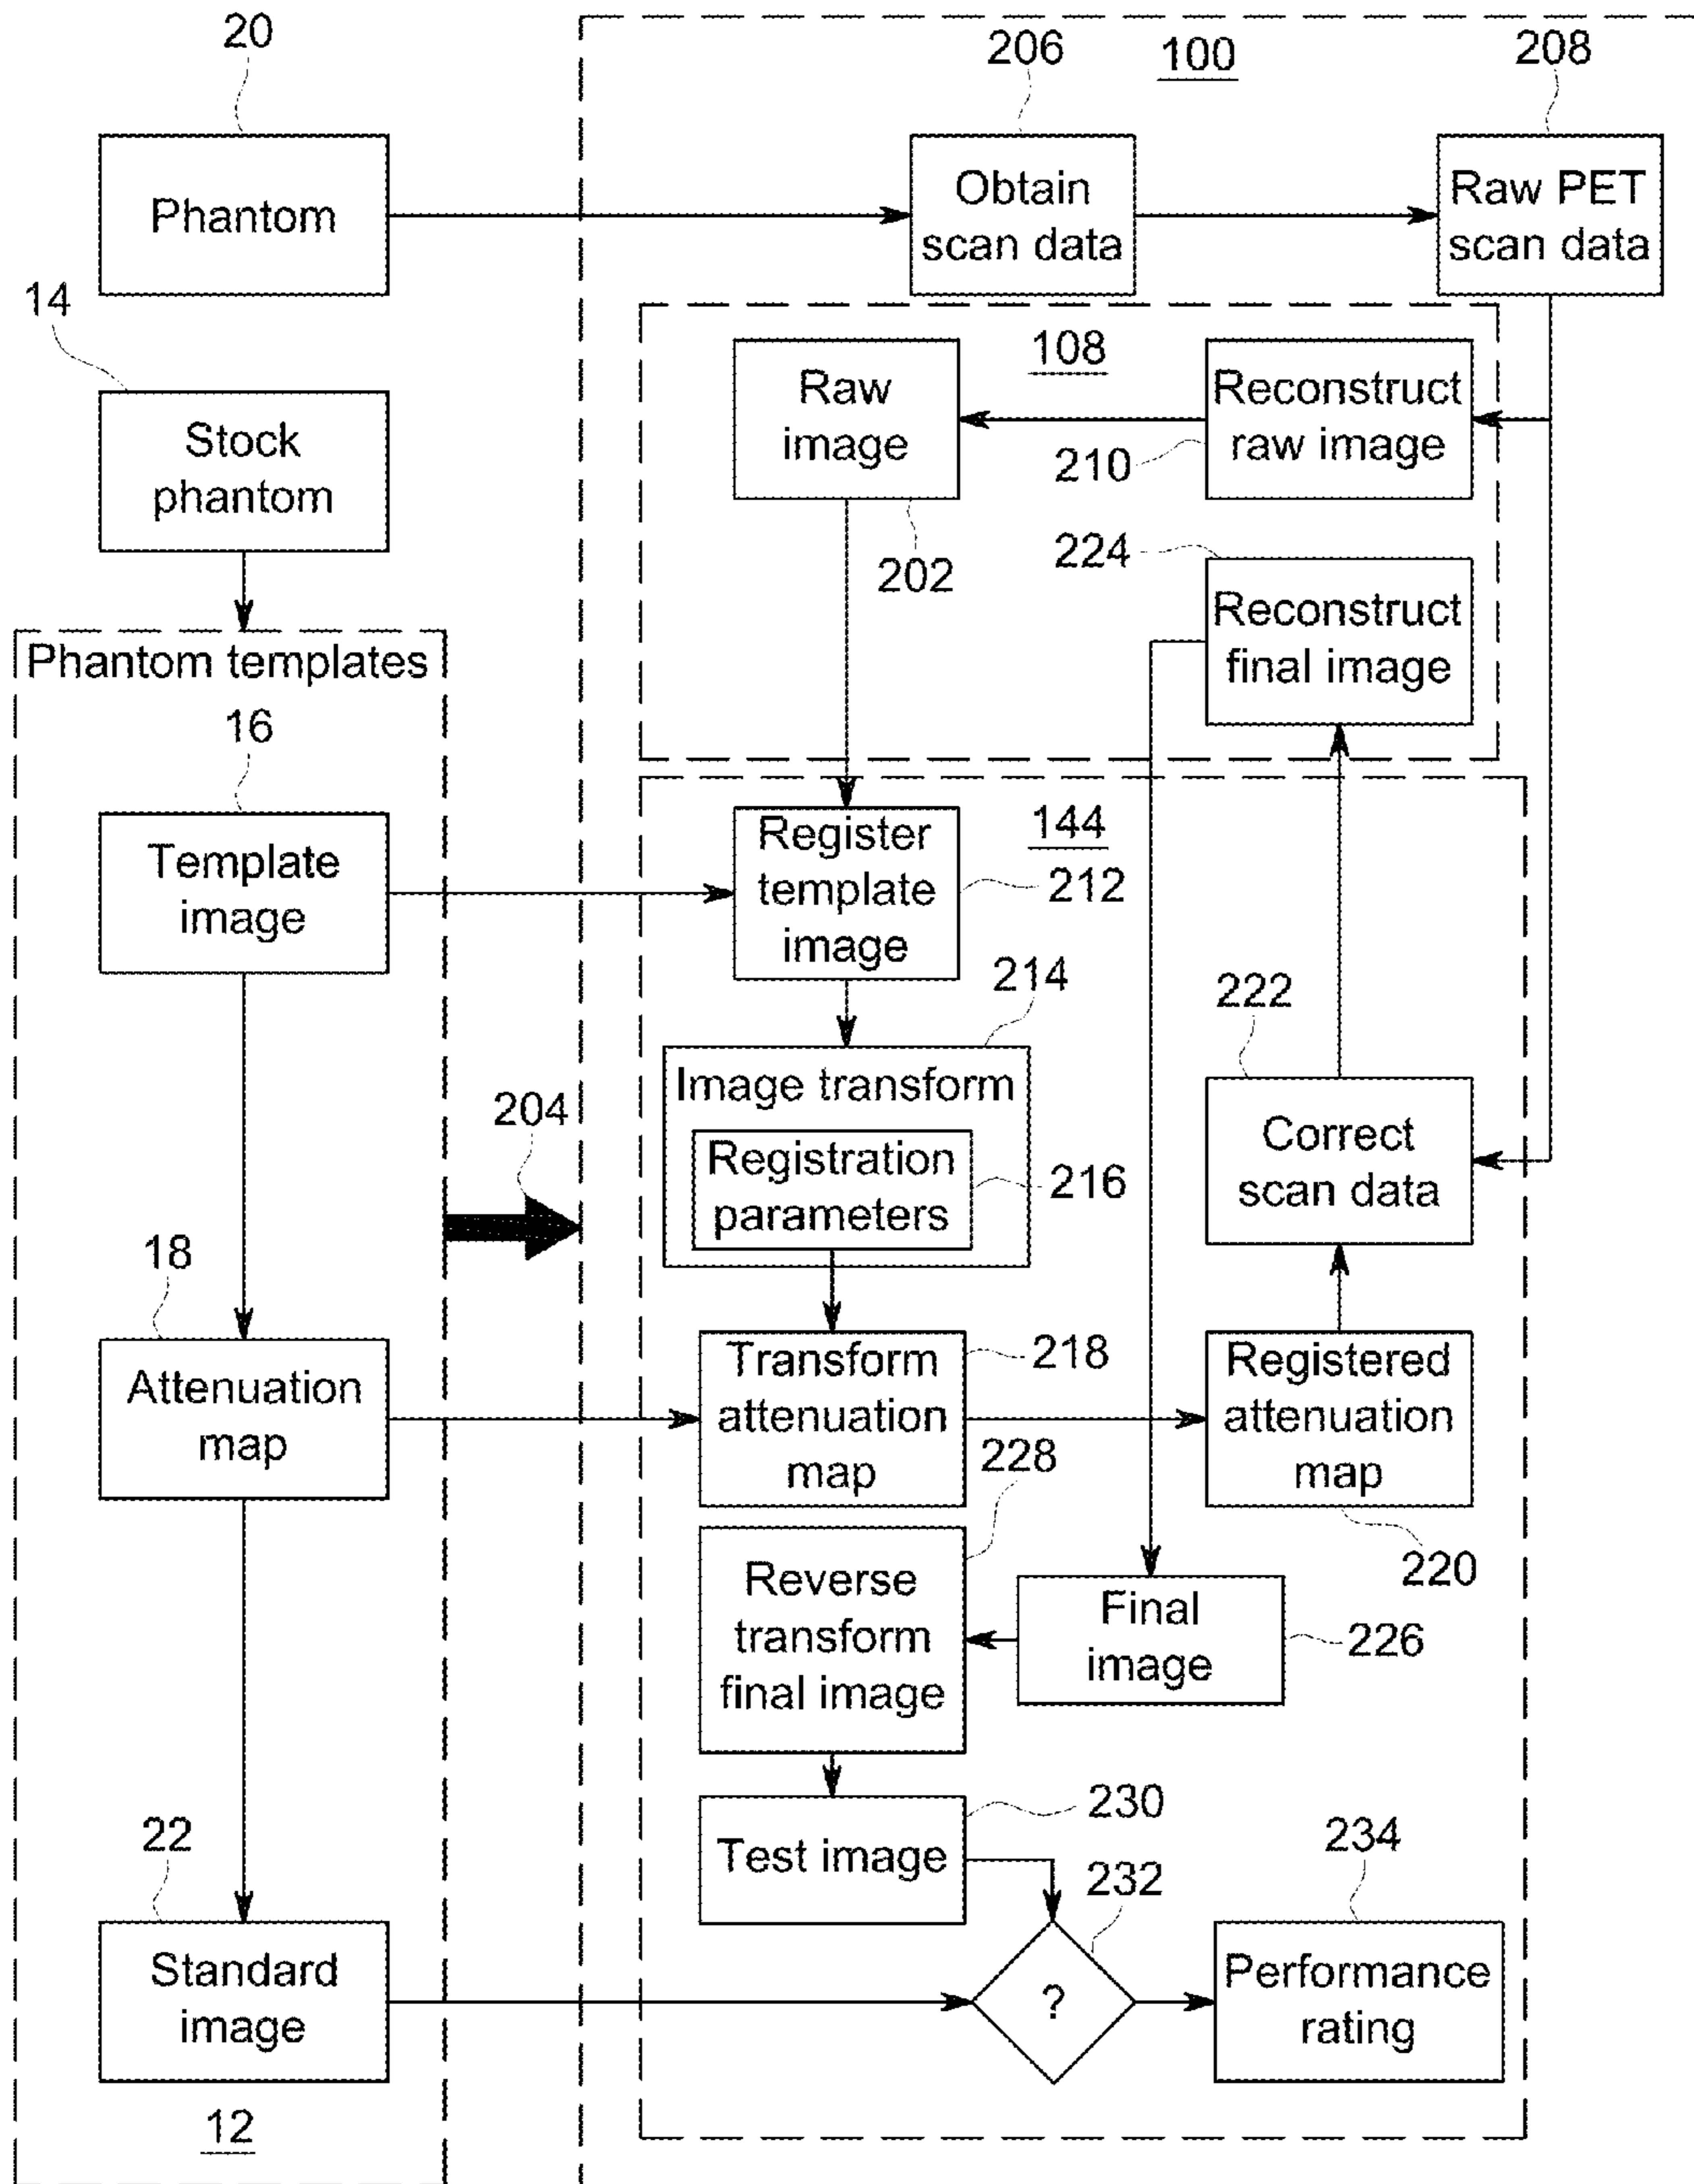 20
206
100
208
Phantom
Obtain
scan data
Raw PET
scan data
14
108
Raw
image
Reconstruct
raw image
210
Stock
phantom
202
224
Reconstruct
final image
Phantom templates
16
Template
image
Register
template
image
144
212
214
222
Image transform
Registration
parameters
216
204
Correct
scan data
18
Attenuation
map
Transform
attenuation
map
218
Registered
attenuation
map
228
220
Reverse
transform
final image
Final
image
226
230
Test image
22
232
234
Standard
image
?
Performance
rating
12